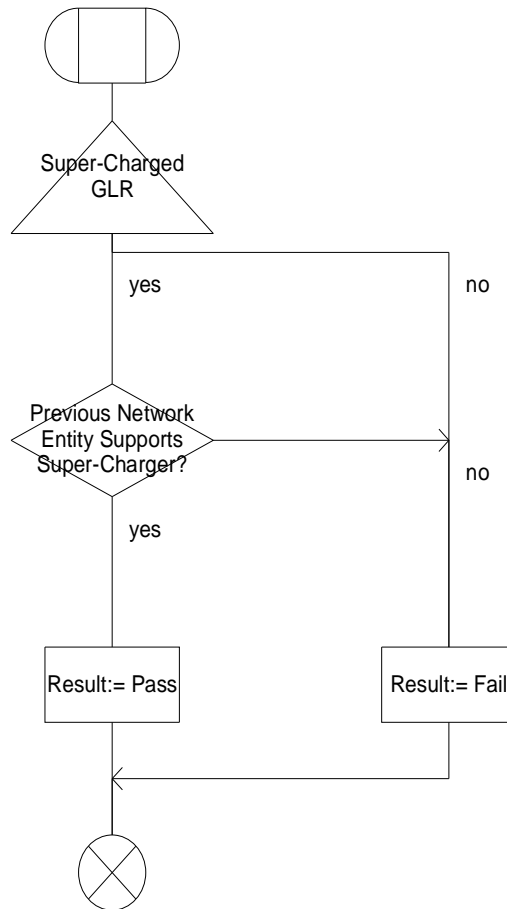 Super-Charged
GLR
yes
no
Previous Network
Entity Supports
Super-Charger?
no
yes
Result:= Pass
Result:= Fail